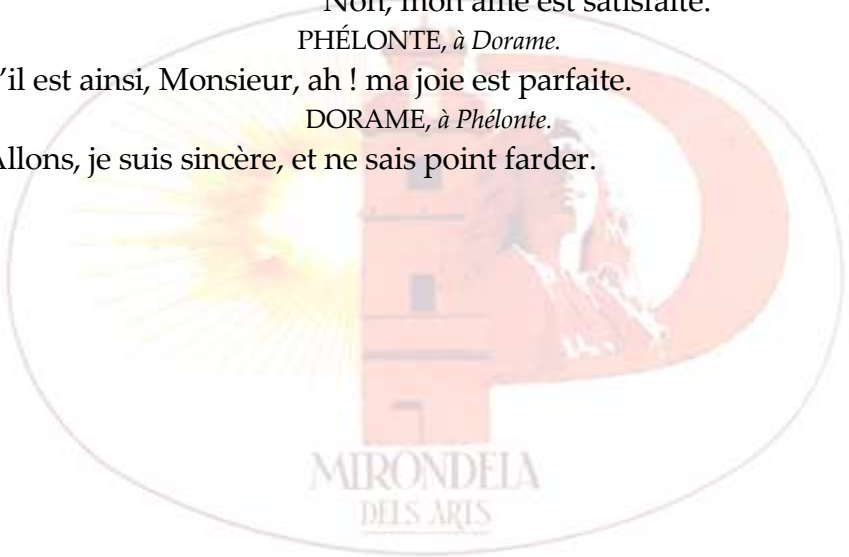 Non, mon âme est satisfaite.
PHÉLONTE, à Dorame.
'il est ainsi, Monsieur, ah ! ma joie est parfaite.
DORAME, à Phélonte.
Allons, je suis sincère, et ne sais point farder.
MIRONDELA
DELS ARTS